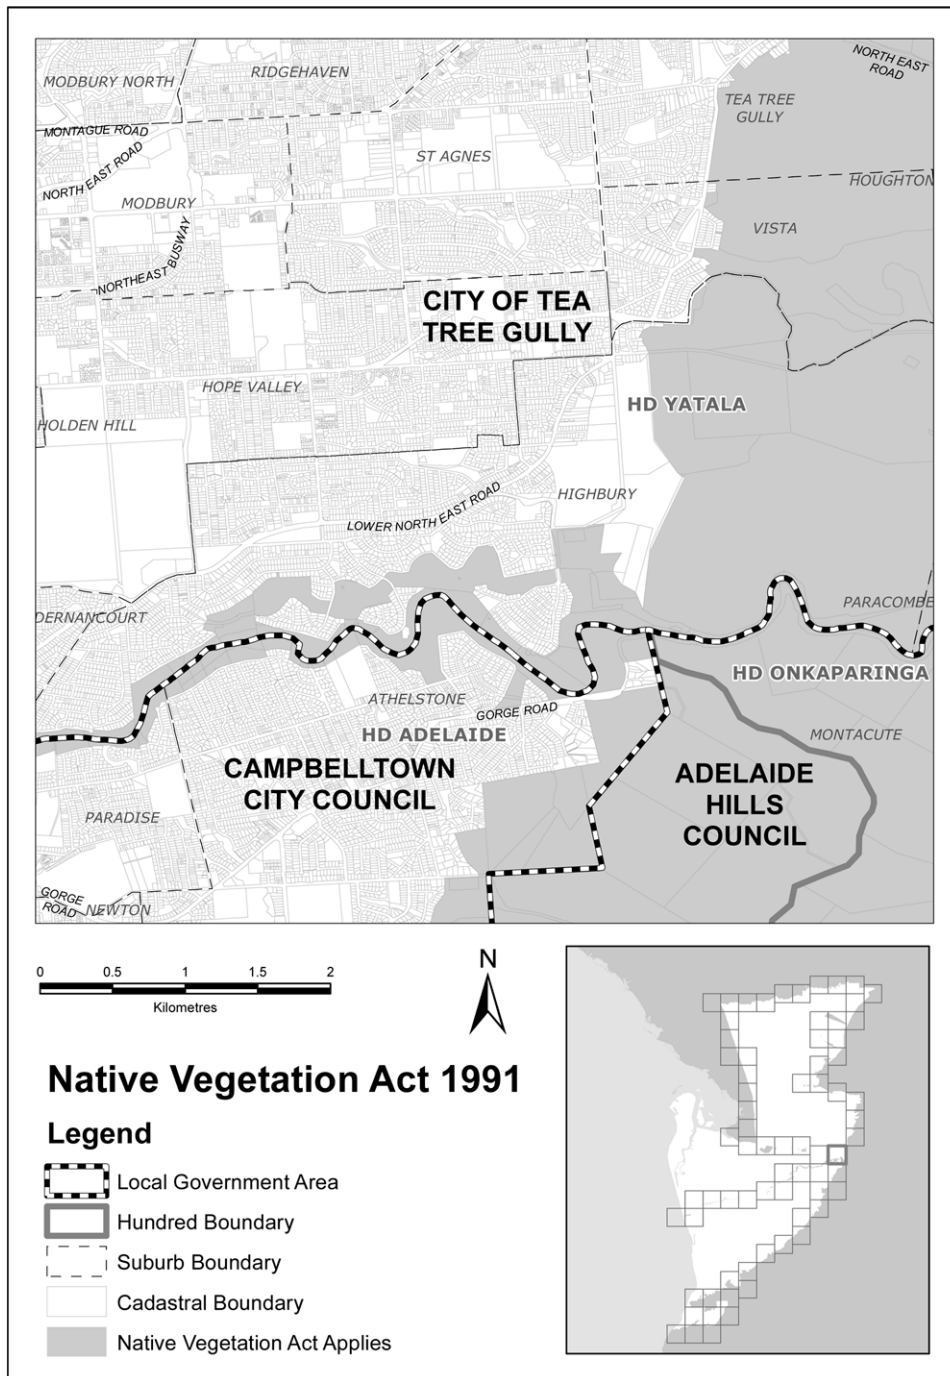 MODBURY NORTH
RIDGEHAVEN
NORTH EAST
ROAD
TEA TREE
GULLY
MONTAGUE ROAD
NORTH EAST ROAD
ST AGNES
HOUGHTON
MODBURY
VISTA
NORTHEAST BUSWAY
CITY OF TEA
TREE GULLY
HOPE VALLEY
HD YATALA
HOLDEN HILL
HIGHBURY
LOWER NORTH EAST ROAD
DERNANCOURT
PARACOMBE
HD ONKAPARINGA
ATHELSTONE
GORGE ROAD
HD ADELAIDE
MONTACUTE
CAMPBELLTOWN
CITY COUNCIL
ADELAIDE
HILLS
COUNCIL
PARADISE
GORGE
ROAD
NEWTON
0 0.5 1 1.5 2
Kilometres
N
Native Vegetation Act 1991
Legend
Local Government Area
Hundred Boundary
Suburb Boundary
Cadastral Boundary
Native Vegetation Act Applies